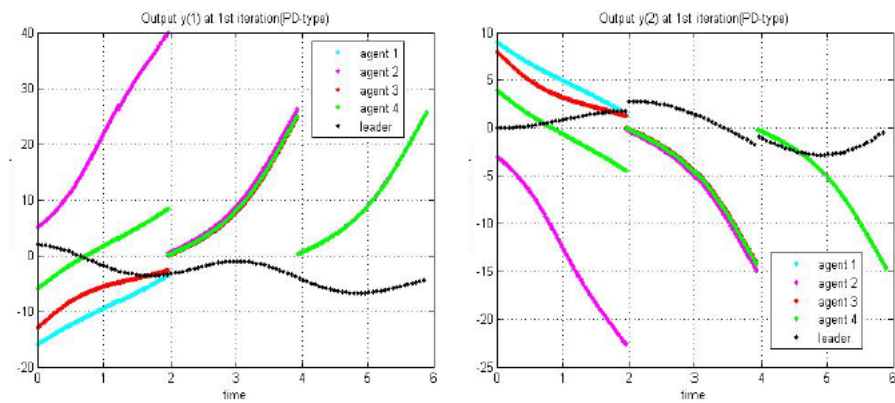 Output y(1) at 1st iteration(PD-type)
40
30
20
10
0
-10
-20
0
1
2
3
4
5
6
time
agent 1
agent 2
agent 3
agent 4
leader
Output y(2) at 1st iteration(PD-type)
10
5
0
-5
-10
-15
-20
-25
0
1
2
3
4
5
6
time
agent 1
agent 2
agent 3
agent 4
leader